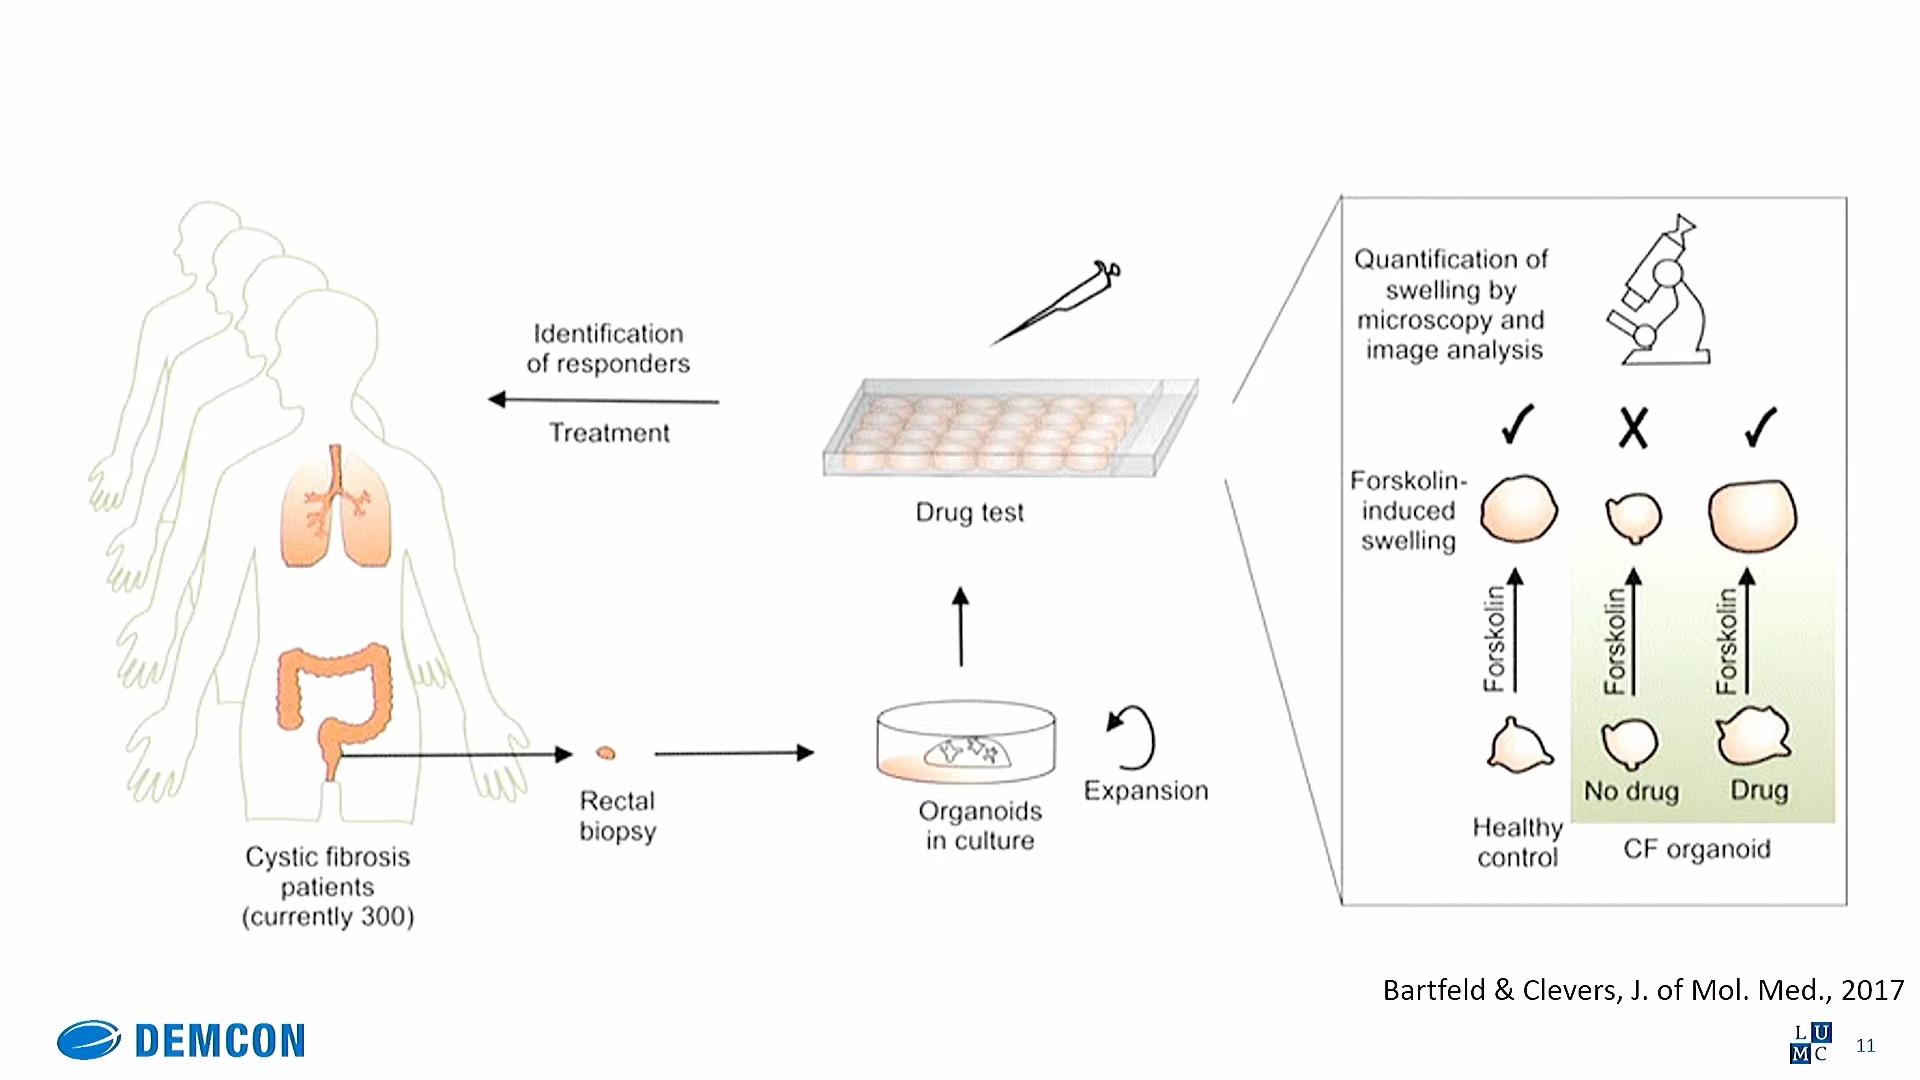 Identification
of responders
Treatment
Drug test
Cystic fibrosis
patients
(currently 300)
Rectal
biopsy
Organoids
in culture
Expansion
Quantification of
swelling by
microscopy and
image analysis
✓ X ✓
Forskolin-
induced
swelling
Forskolin
Forskolin
Forskolin
No drug
Drug
Healthy
control
CF organoid
Bartfeld & Clevers, J. of Mol. Med., 2017
DEMCON
LU
MC
11